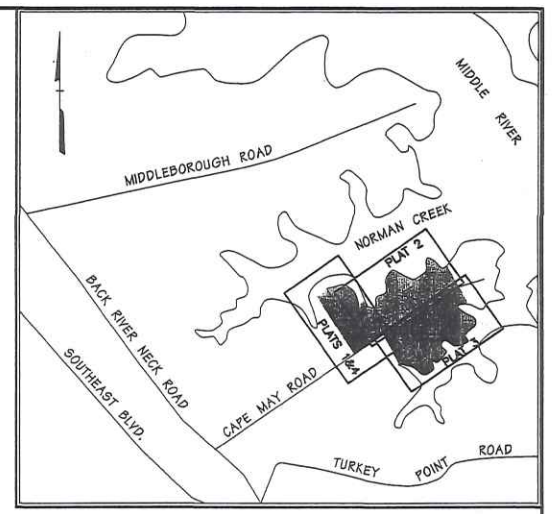 MIDDLE RIVER
MIDDLEBOROUGH ROAD
NORMAN CREEK
PLAT 2
BACK RIVER NECK ROAD
PLATS 1&4
SOUTHEAST BLVD.
CAPE MAY ROAD
PLAT 3
TURKEY POINT ROAD